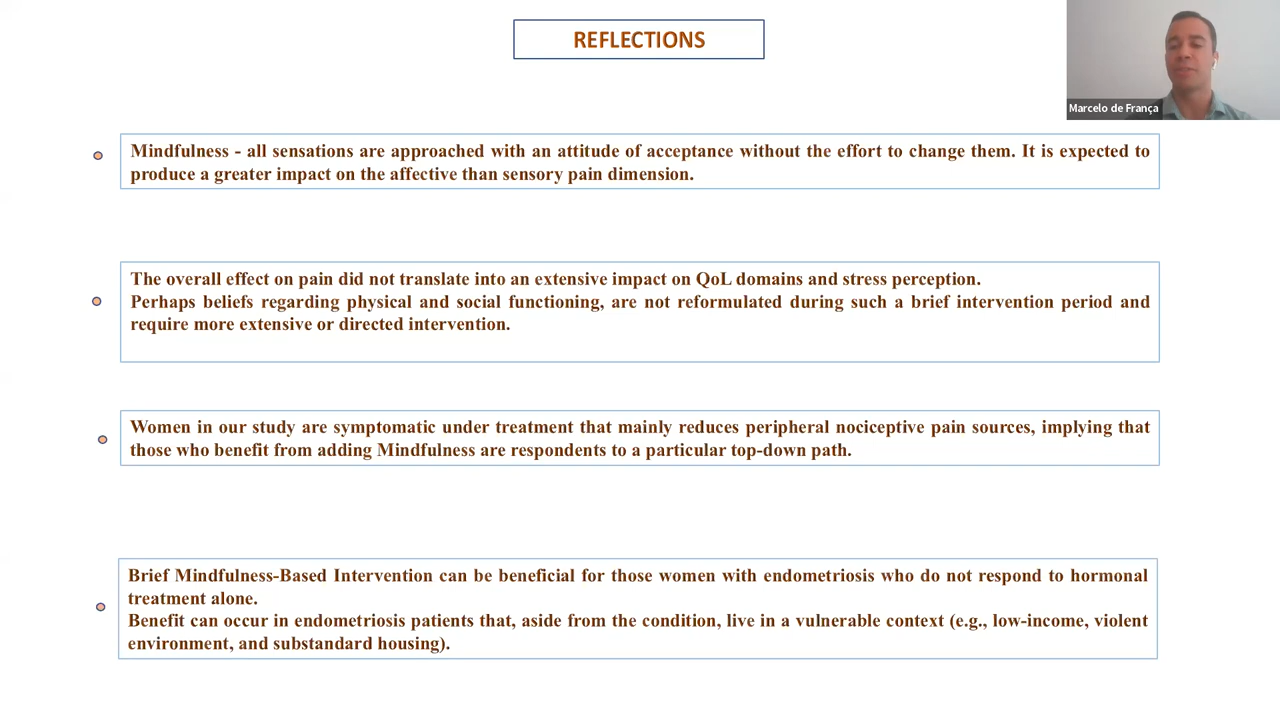 REFLECTIONS
Marcelo de França
Mindfulness - all sensations are approached with an attitude of acceptance without the effort to change them. It is expected to
produce a greater impact on the affective than sensory pain dimension.
The overall effect on pain did not translate into an extensive impact on QoL domains and stress perception.
Perhaps beliefs regarding physical and social functioning, are not reformulated during such a brief intervention period and
require more extensive or directed intervention.
Women in our study are symptomatic under treatment that mainly reduces peripheral nociceptive pain sources, implying that
those who benefit from adding Mindfulness are respondents to a particular top-down path.
Brief Mindfulness-Based Intervention can be beneficial for those women with endometriosis who do not respond to hormonal
treatment alone.
Benefit can occur in endometriosis patients that, aside from the condition, live in a vulnerable context (e.g., low-income, violent
environment, and substandard housing).